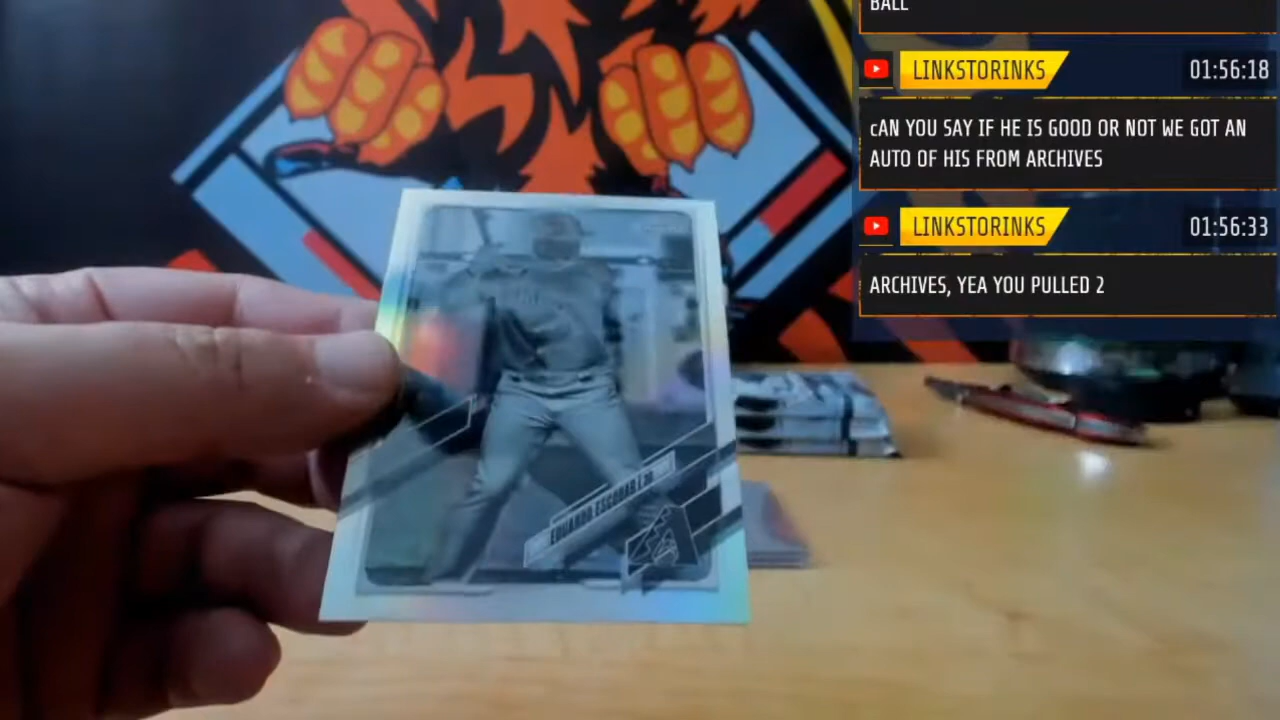 BALL
LINKSTORINKS
01:56:18
cAN YOU SAY IF HE IS GOOD OR NOT WE GOT AN
AUTO OF HIS FROM ARCHIVES
LINKSTORINKS
01:56:33
ARCHIVES, YEA YOU PULLED 2
EDUARDO ESCOBAR